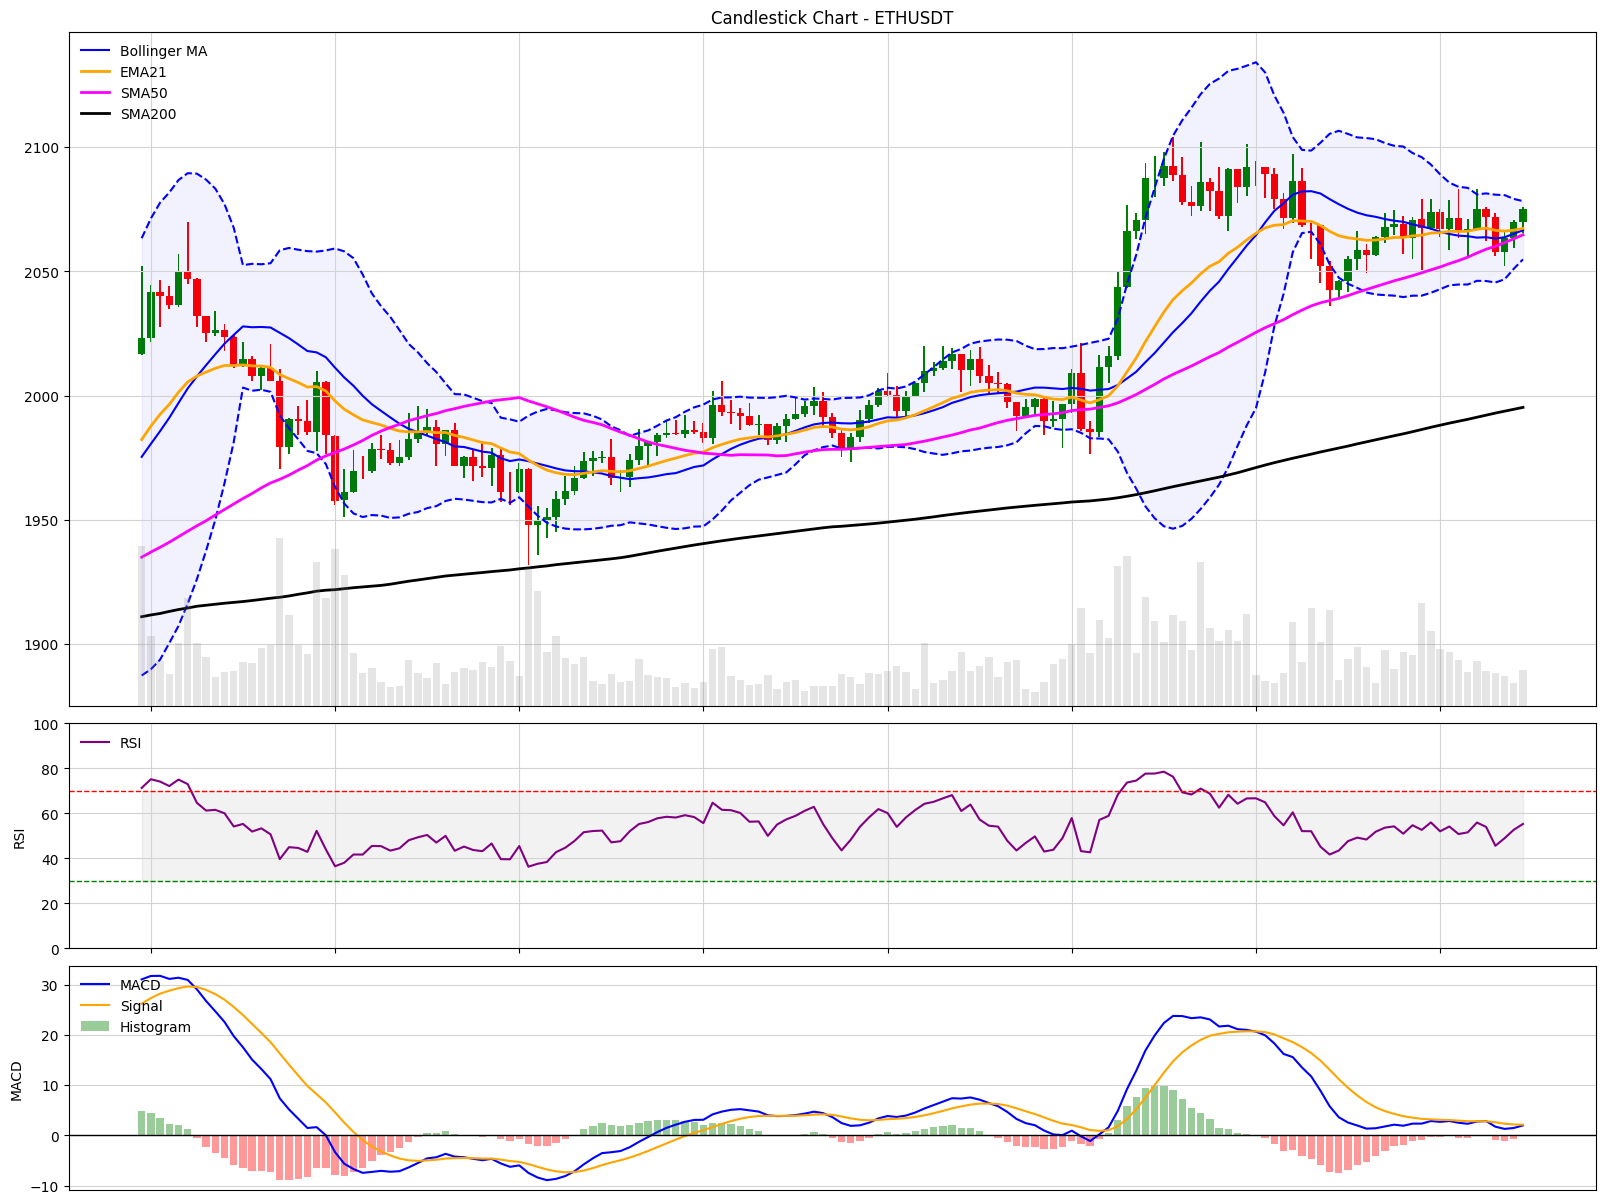 Candlestick Chart - ETHUSDT
Bollinger MA
EMA21
SMA50
SMA200
2100
2050
2000
1950
1900
RSI
100
80
60
40
20
0
RSI
MACD
Signal
Histogram
30
20
10
0
−10
MACD